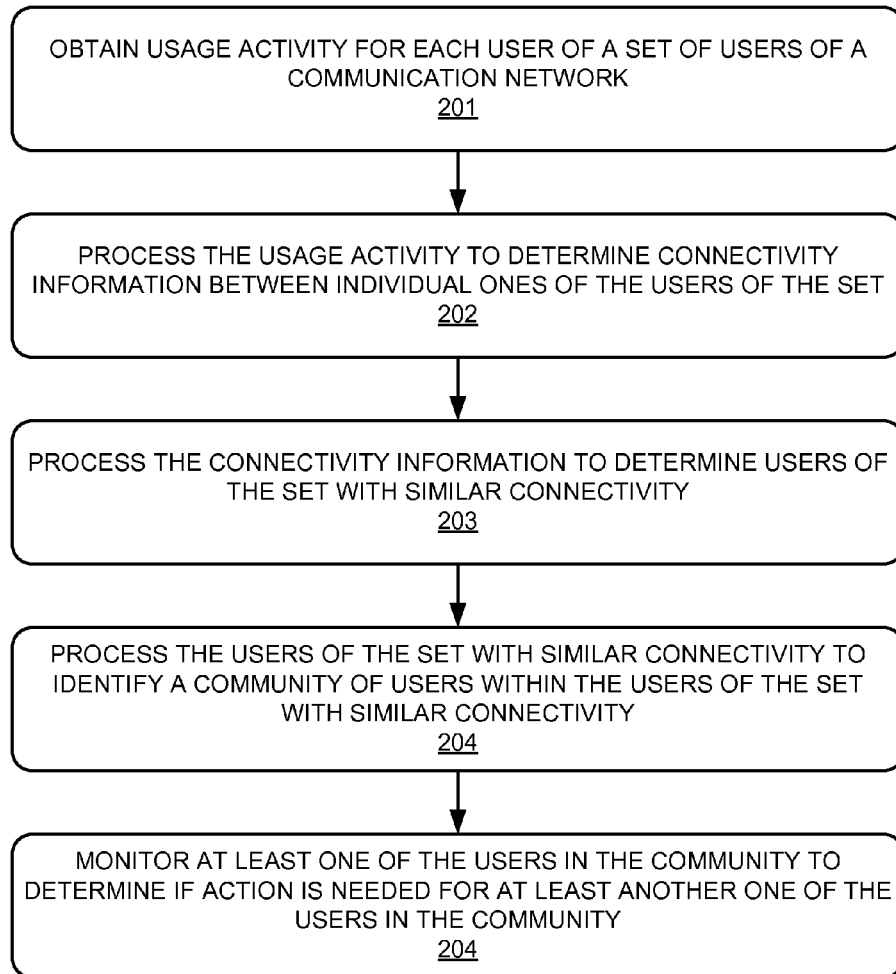 OBTAIN USAGE ACTIVITY FOR EACH USER OF A SET OF USERS OF A
COMMUNICATION NETWORK
201
PROCESS THE USAGE ACTIVITY TO DETERMINE CONNECTIVITY
INFORMATION BETWEEN INDIVIDUAL ONES OF THE USERS OF THE SET
202
PROCESS THE CONNECTIVITY INFORMATION TO DETERMINE USERS OF
THE SET WITH SIMILAR CONNECTIVITY
203
PROCESS THE USERS OF THE SET WITH SIMILAR CONNECTIVITY TO
IDENTIFY A COMMUNITY OF USERS WITHIN THE USERS OF THE SET
WITH SIMILAR CONNECTIVITY
204
MONITOR AT LEAST ONE OF THE USERS IN THE COMMUNITY TO
DETERMINE IF ACTION IS NEEDED FOR AT LEAST ANOTHER ONE OF THE
USERS IN THE COMMUNITY
204